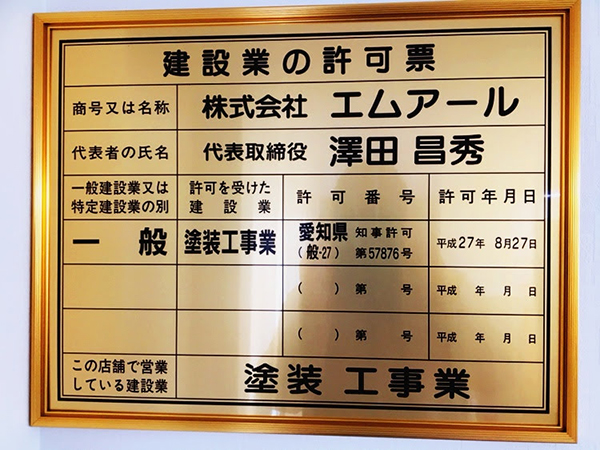 建設業の許可票
商号又は名称 株式会社 エムアール
代表者の氏名 代表取締役 澤田 昌秀
一般建設業又は
特定建設業の別
許可を受けた
建設業
許可番号
許可年月日
一般
塗装工事業
愛知県 知事許可
(般-27) 第57876号
平成27年 8月27日
( ) 第 号
平成 年 月 日
( ) 第 号
平成 年 月 日
この店舗で営業
している建設業
塗装工事業